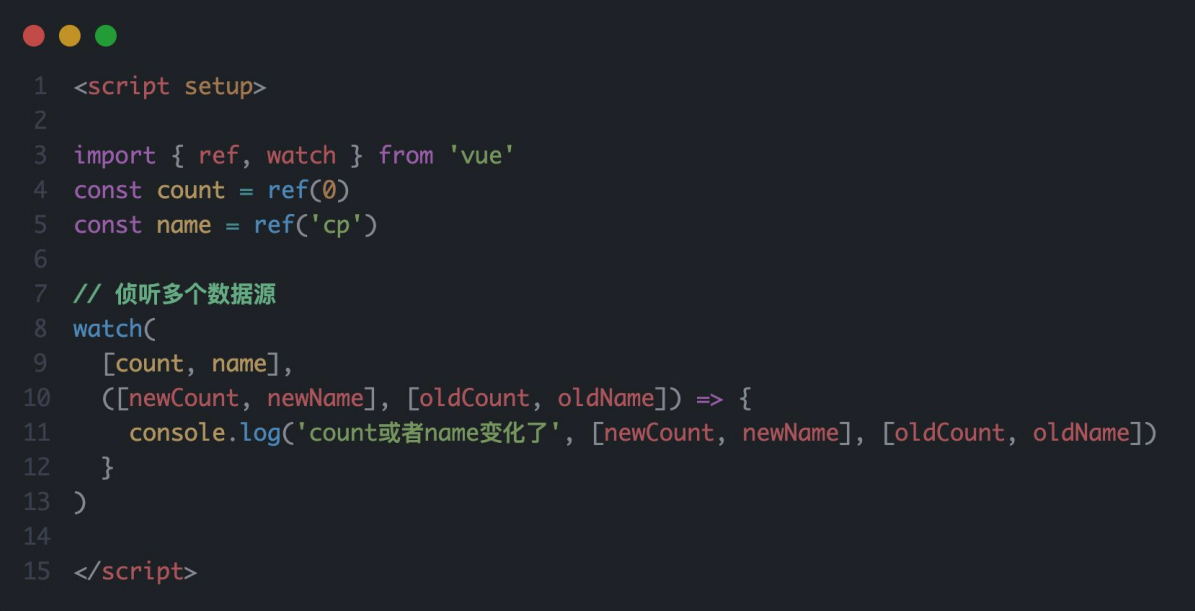 1 <script setup>
2
3 import { ref, watch } from 'vue'
4 const count = ref(0)
5 const name = ref('cp')
6
7 // 侦听多个数据源
8 watch(
9   [count, name],
10   ([newCount, newName], [oldCount, oldName]) => {
11     console.log('count或者name变化了', [newCount, newName], [oldCount, oldName])
12   }
13 )
14
15 </script>